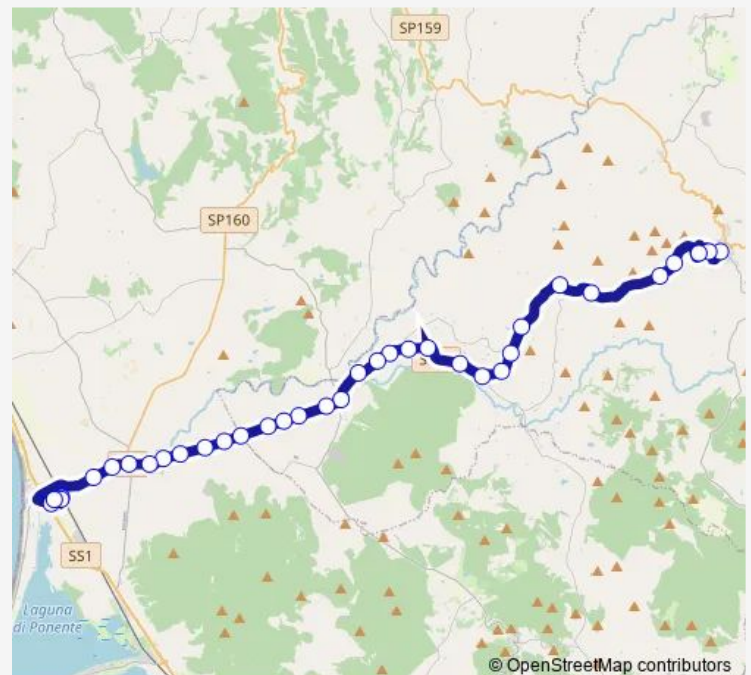 SP159
SP160
SS1
Laguna
di Ponente
© OpenStreetMap contributors